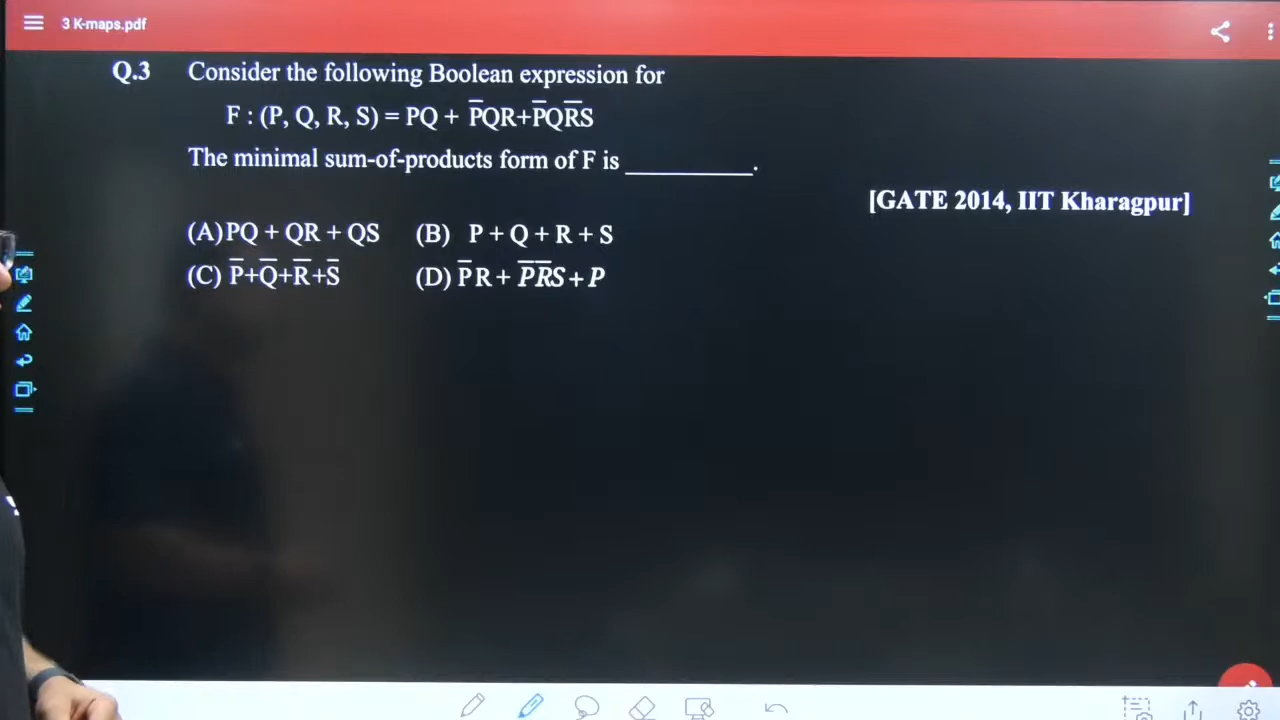 3 K-maps.pdf
Q.3 Consider the following Boolean expression for
F : (P, Q, R, S) = PQ + P̅QR+P̅QR̅S
The minimal sum-of-products form of F is ________.
[GATE 2014, IIT Kharagpur]
(A) PQ + QR + QS (B) P + Q + R + S
(C) P̅+Q̅+R̅+S̅ (D) P̅ R + P̅R̅S + P